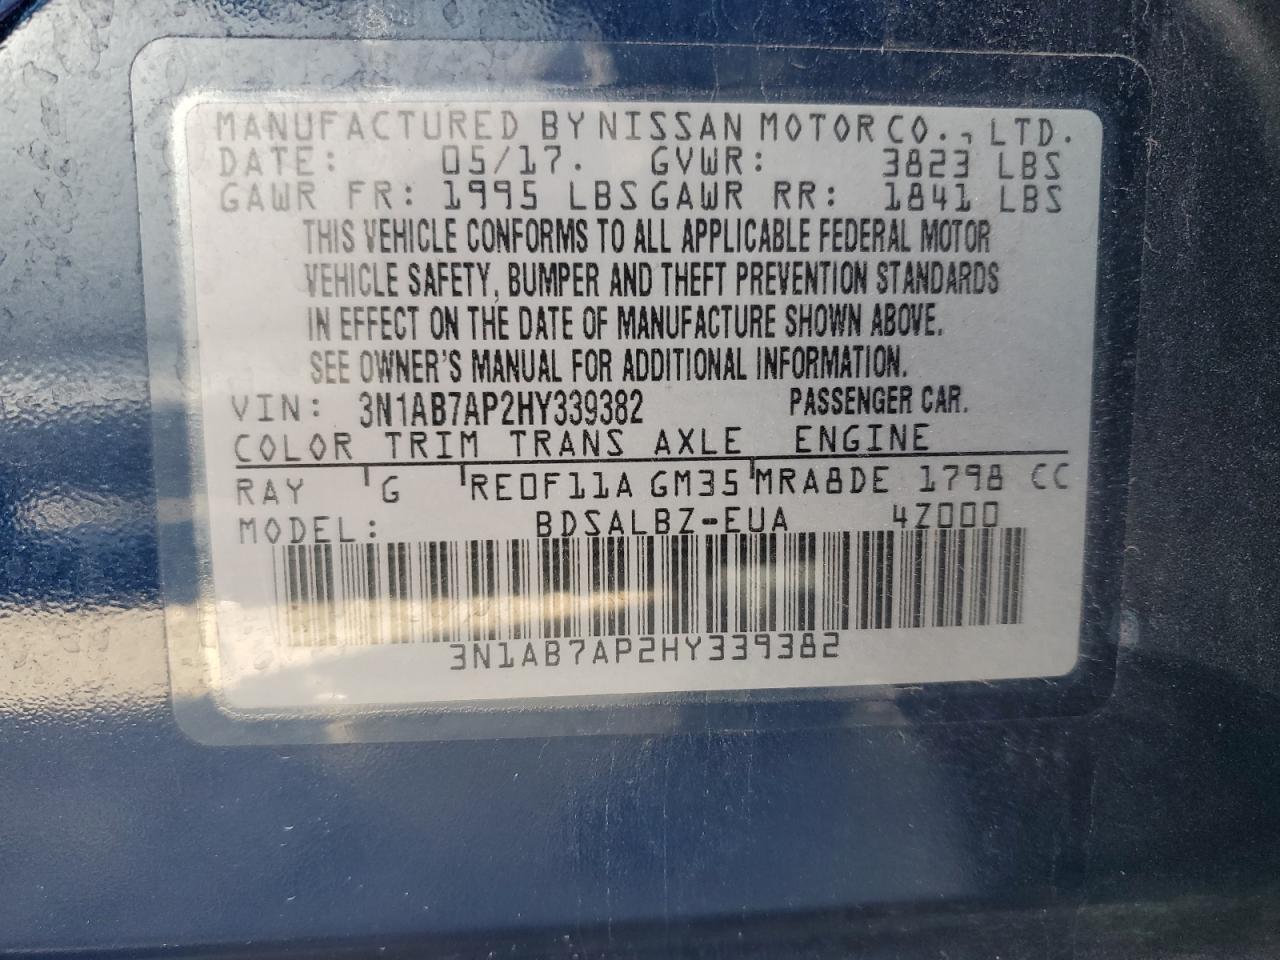 MANUFACTURED BY NISSAN MOTOR CO., LTD.
DATE: 05/17. GVWR: 3823 LBS
GAWR FR: 1995 LBS GAWR RR: 1841 LBS
THIS VEHICLE CONFORMS TO ALL APPLICABLE FEDERAL MOTOR
VEHICLE SAFETY, BUMPER AND THEFT PREVENTION STANDARDS
IN EFFECT ON THE DATE OF MANUFACTURE SHOWN ABOVE.
SEE OWNER'S MANUAL FOR ADDITIONAL INFORMATION.
VIN: 3N1AB7AP2HY339382 PASSENGER CAR.
COLOR TRIM TRANS AXLE ENGINE
RAY G RE0F11A GM35 MRA8DE 1798 CC
MODEL: BDSALBZ-EUA 4Z000
3N1AB7AP2HY339382